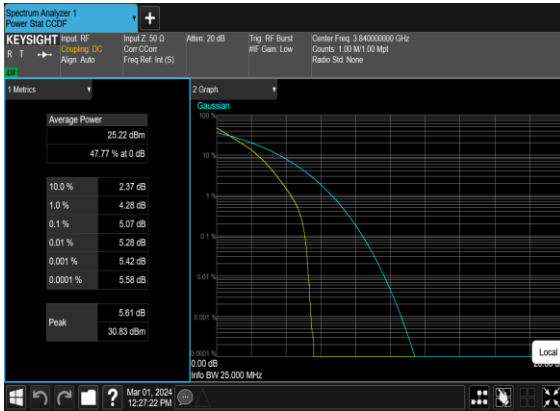 Spectrum Analyzer 1
Power Stat CCDF
KEYSIGHT
R T
LXI
Input: RF
Coupling: DC
Align: Auto
Input Z: 50 Ω
Corr CCorr
Freq Ref: Int (S)
Atten: 20 dB
Trig: RF Burst
#IF Gain: Low
Center Freq: 3.840000000 GHz
Counts: 1.00 M/1.00 Mpt
Radio Std: None
1 Metrics
Average Power
25.22 dBm
47.77 % at 0 dB
10.0 % 2.37 dB
1.0 % 4.28 dB
0.1 % 5.07 dB
0.01 % 5.28 dB
0.001 % 5.42 dB
0.0001 % 5.58 dB
Peak
5.61 dB
30.83 dBm
2 Graph
Gaussian
100 %
10 %
1 %
0.1 %
0.01 %
0.001 %
0.0001 %
0.00 dB
Info BW 25.000 MHz
Local
?
Mar 01, 2024
12:27:22 PM